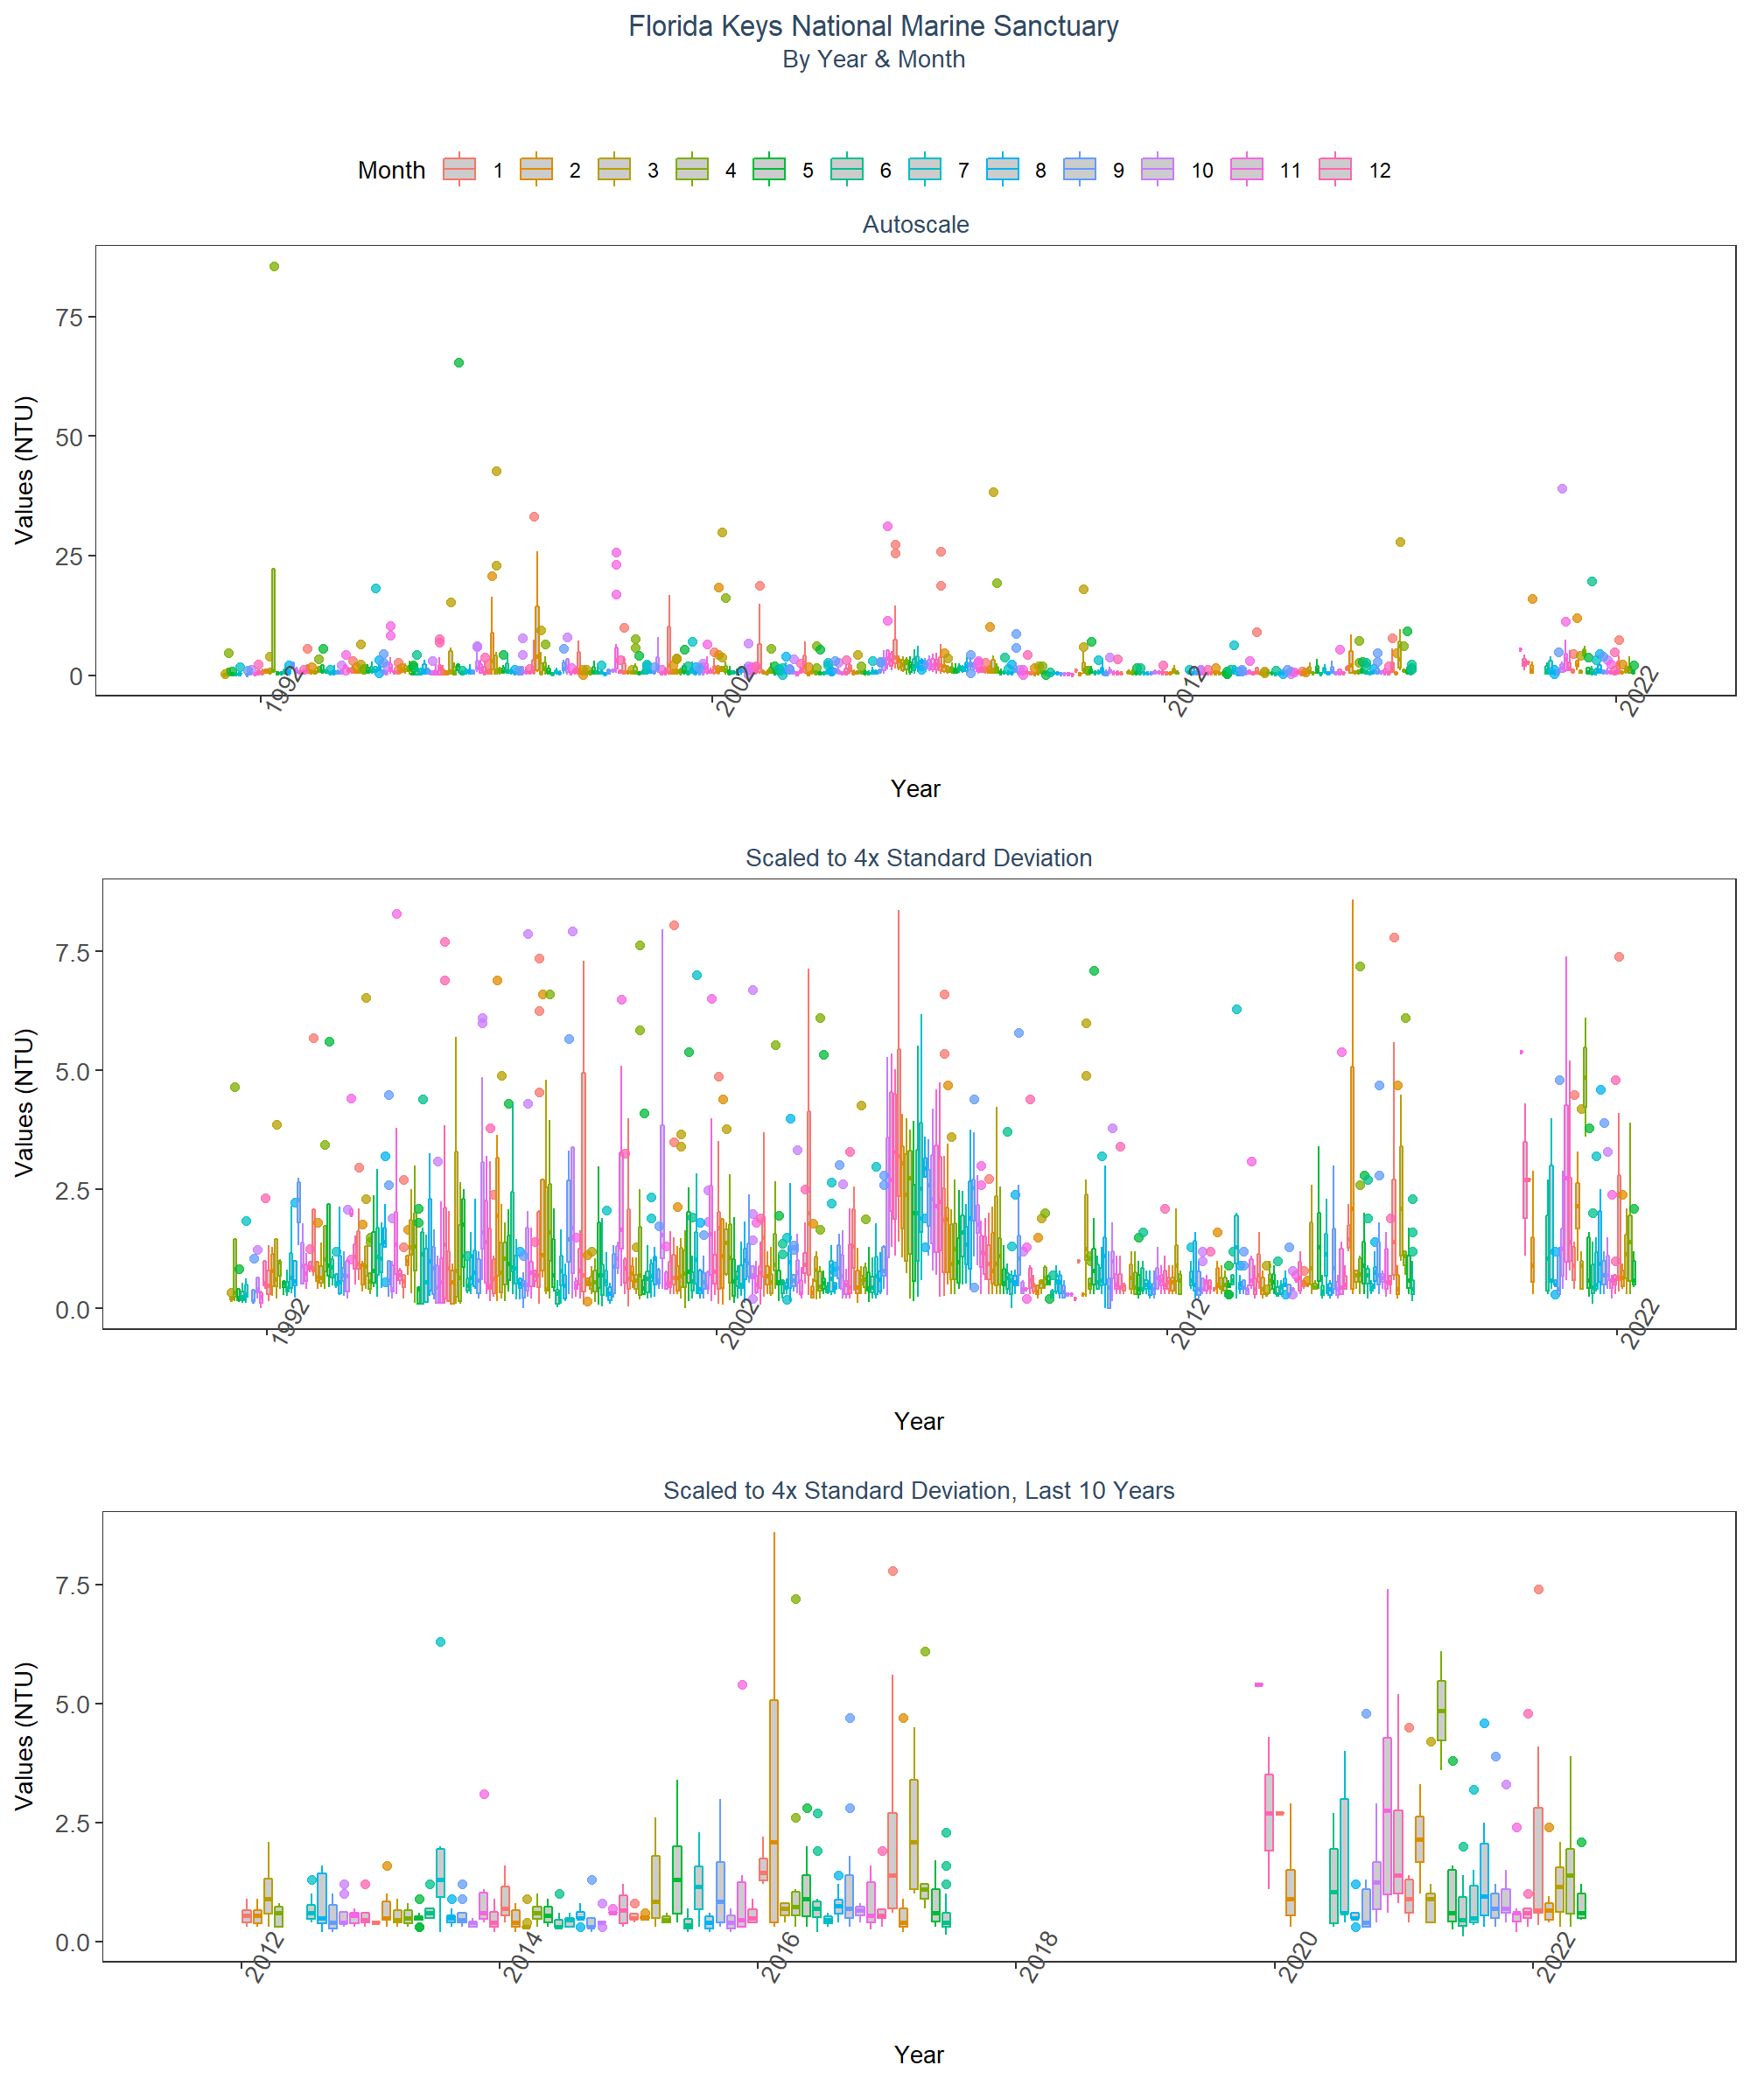 Florida Keys National Marine Sanctuary
By Year & Month
Month 1 2 3 4 5 6 7 8 9 10 11 12
Autoscale
Values (NTU)
75
50
25
0
1992 2002 2012 2022
Year
Scaled to 4x Standard Deviation
Values (NTU)
7.5
5.0
2.5
0.0
1992 2002 2012 2022
Year
Scaled to 4x Standard Deviation, Last 10 Years
Values (NTU)
7.5
5.0
2.5
0.0
2012 2014 2016 2018 2020 2022
Year